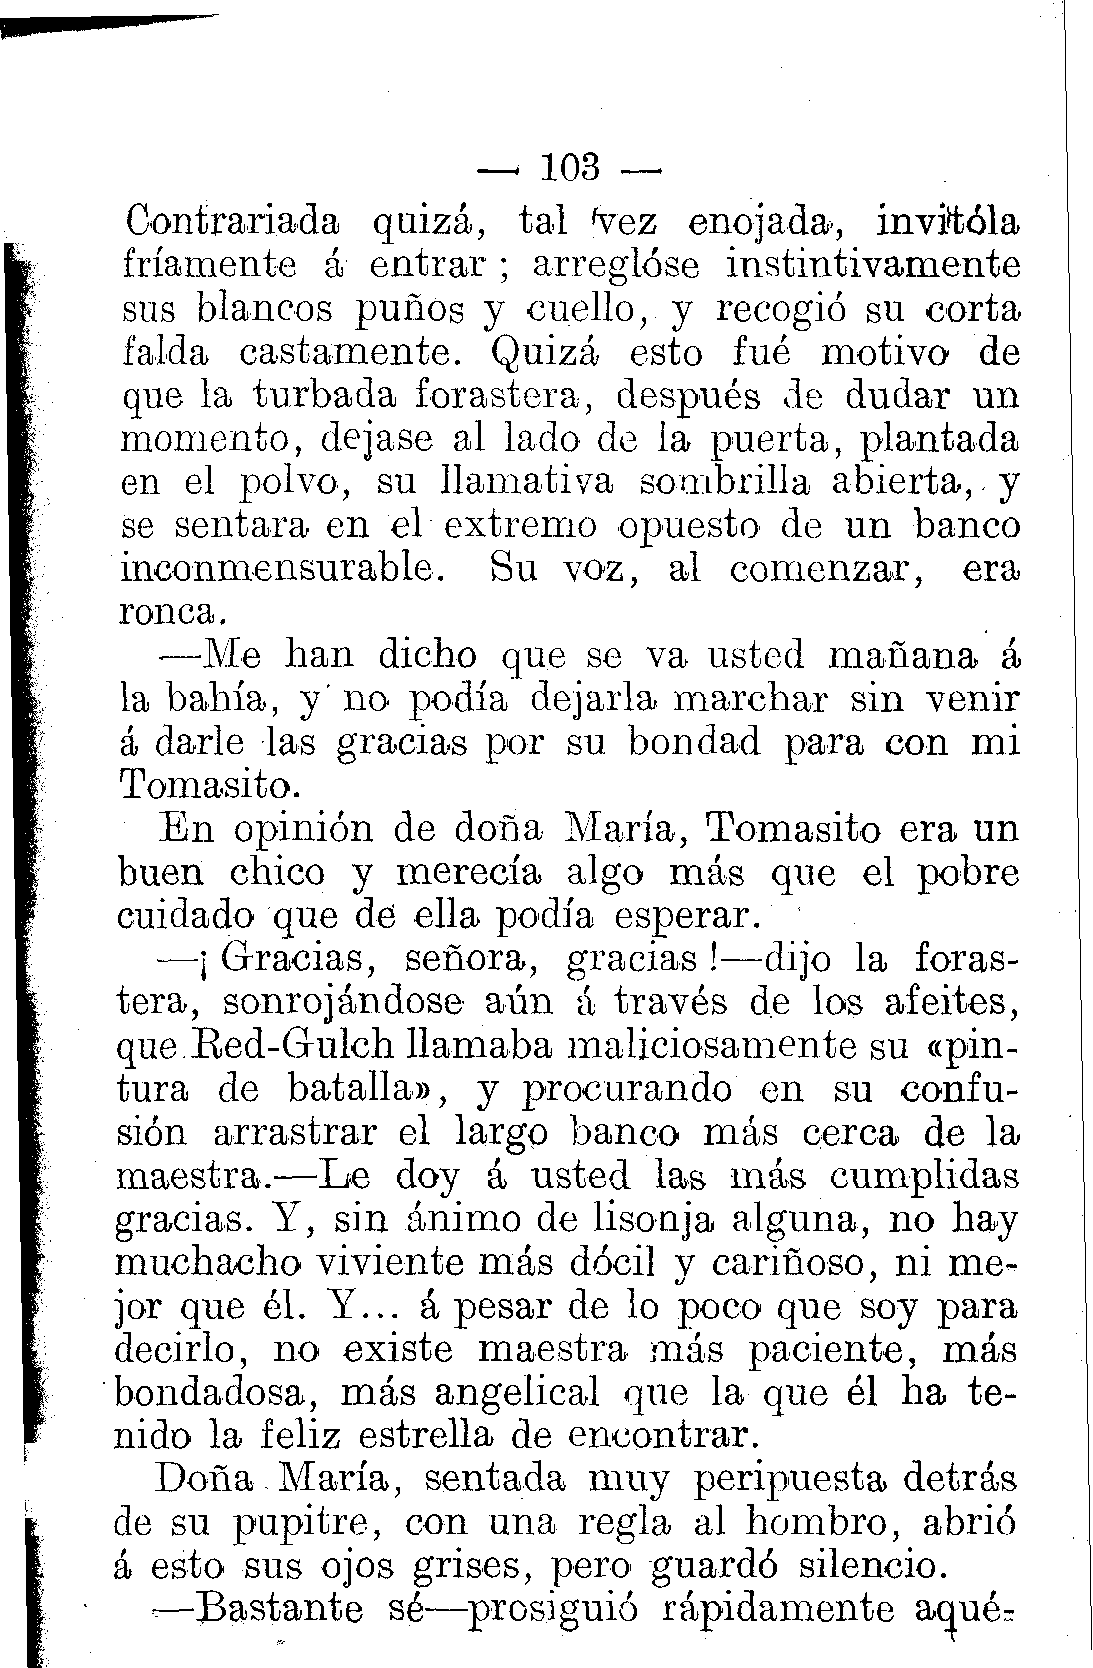 — 103 —
Contrariada quizá, tal vez enojada, invitóla
fríamente á entrar ; arreglóse instintivamente
sus blancos puños y cuello, y recogió su corta
falda castamente. Quizá esto fué motivo de
que la turbada forastera, después de dudar un
momento, dejase al lado de la puerta, plantada
en el polvo, su llamativa sombrilla abierta, y
se sentara en el extremo opuesto de un banco
inconmensurable. Su voz, al comenzar, era
ronca.
—Me han dicho que se va usted mañana á
la bahía, y no podía dejarla marchar sin venir
á darle las gracias por su bondad para con mi
Tomasito.
En opinión de doña María, Tomasito era un
buen chico y merecía algo más que el pobre
cuidado que de ella podía esperar.
—¡ Gracias, señora, gracias !—dijo la foras-
tera, sonrojándose aún á través de los afeites,
que Red-Gulch llamaba maliciosamente su «pin-
tura de batalla», y procurando en su confu-
sión arrastrar el largo banco más cerca de la
maestra.—Le doy á usted las más cumplidas
gracias. Y, sin ánimo de lisonja alguna, no hay
muchacho viviente más dócil y cariñoso, ni me-
jor que él. Y... á pesar de lo poco que soy para
decirlo, no existe maestra más paciente, más
bondadosa, más angelical que la que él ha te-
nido la feliz estrella de encontrar.
Doña María, sentada muy peripuesta detrás
de su pupitre, con una regla al hombro, abrió
á esto sus ojos grises, pero guardó silencio.
—Bastante sé—prosiguió rápidamente aqué-